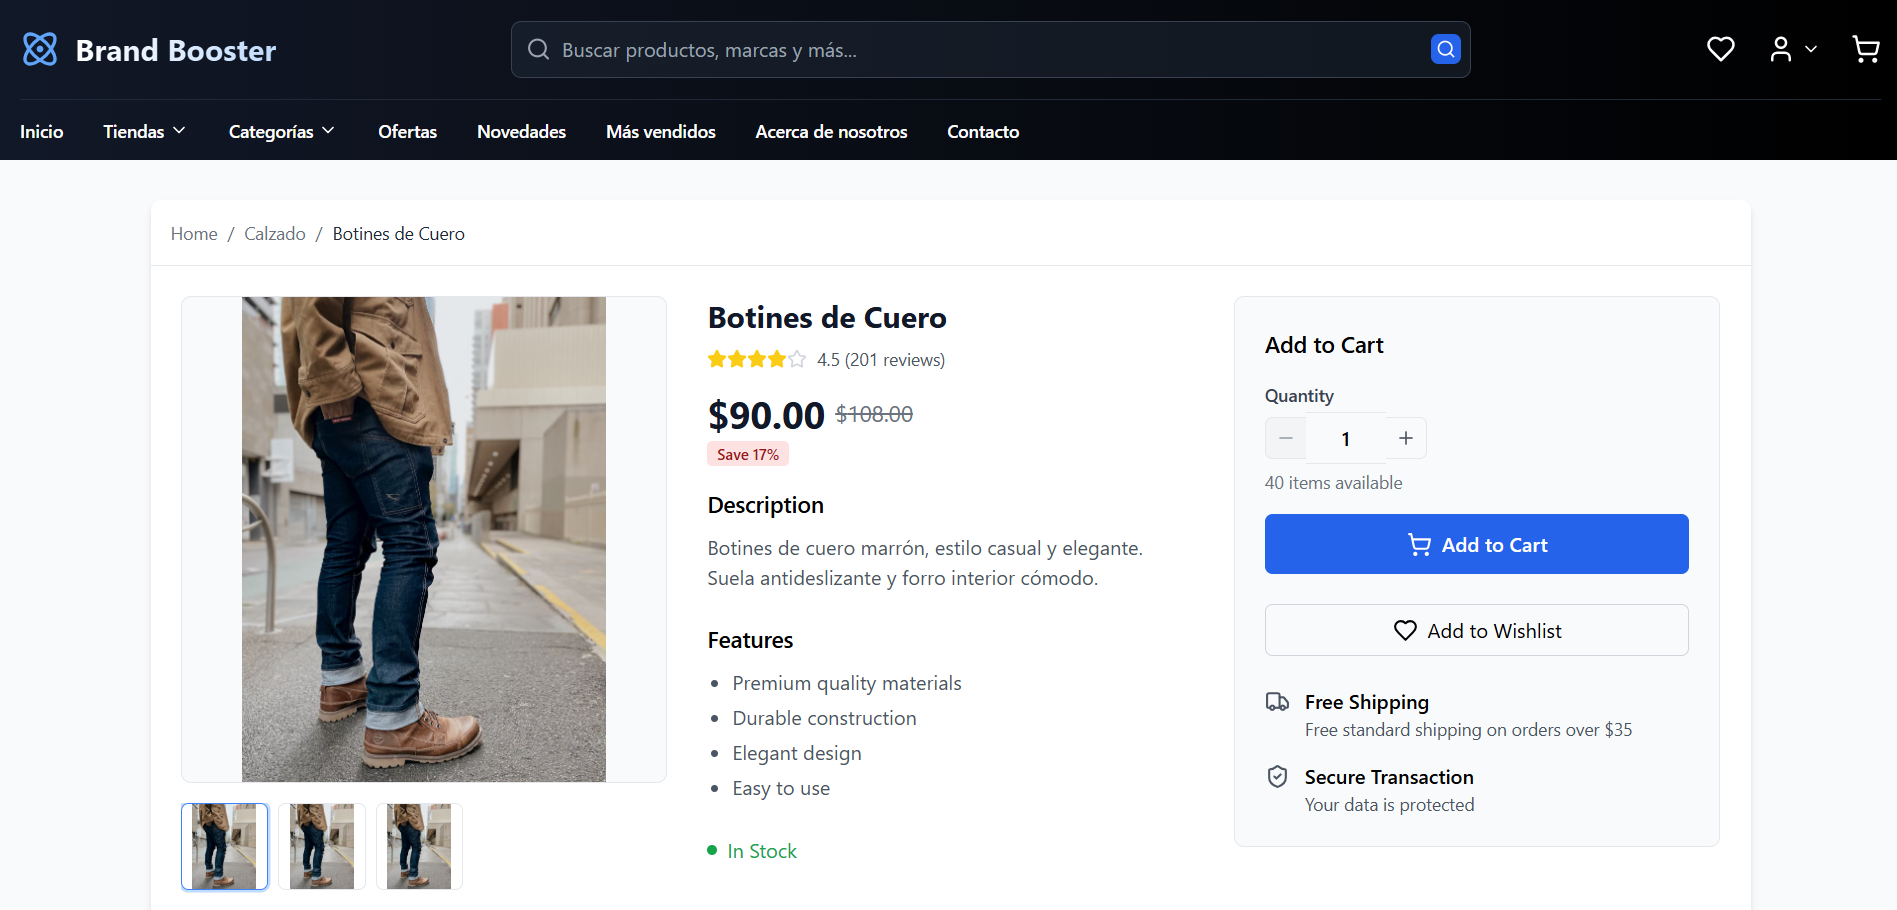 Brand Booster
Buscar productos, marcas y más...
Inicio
Tiendas
Categorías
Ofertas
Novedades
Más vendidos
Acerca de nosotros
Contacto
Home / Calzado / Botines de Cuero
Botines de Cuero
4.5 (201 reviews)
$90.00 $108.00
Save 17%
Description
Botines de cuero marrón, estilo casual y elegante.
Suela antideslizante y forro interior cómodo.
Features
• Premium quality materials
• Durable construction
• Elegant design
• Easy to use
In Stock
Add to Cart
Quantity
− 1 +
40 items available
Add to Cart
Add to Wishlist
Free Shipping
Free standard shipping on orders over $35
Secure Transaction
Your data is protected